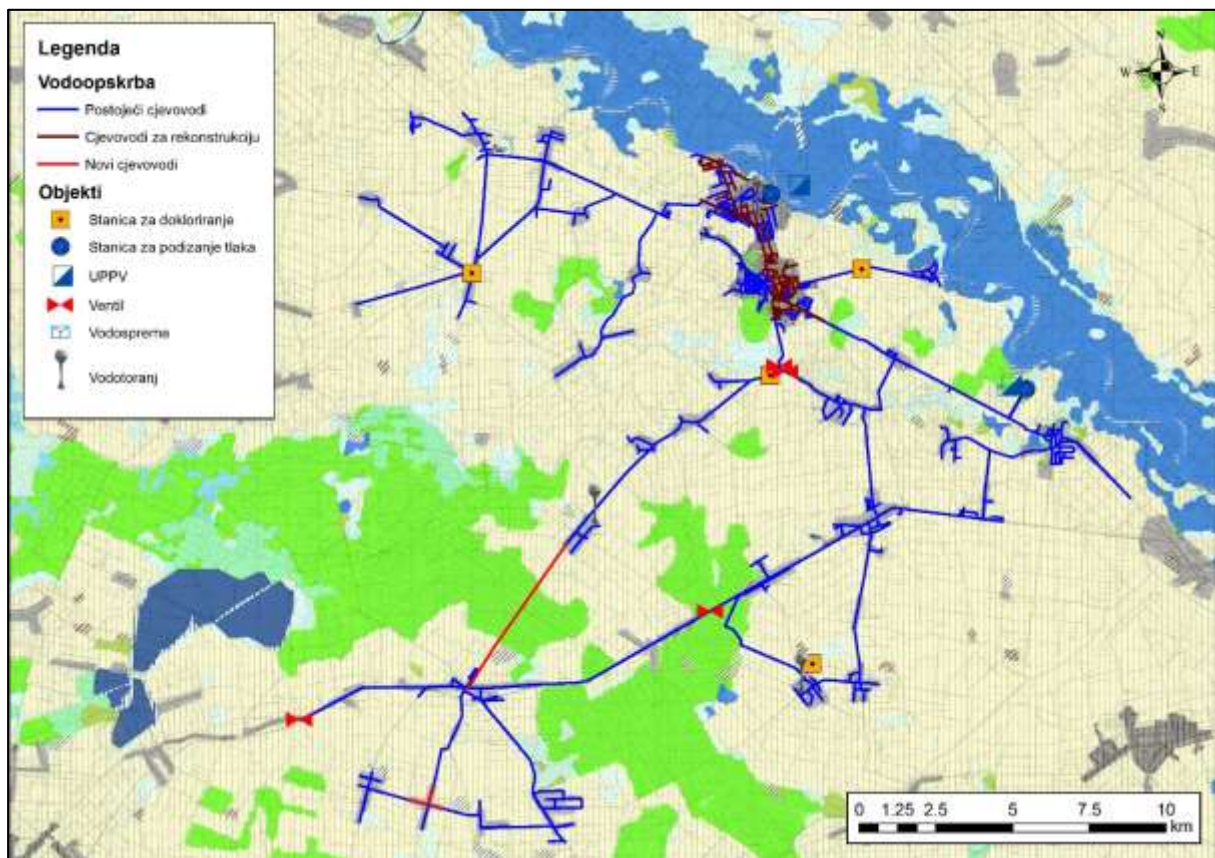 Legenda
Vodoopskrba
Postojeći cjevovodi
Cjevovodi za rekonstrukciju
Novi cjevovodi
Objekti
Stanica za dokloriranje
Stanica za podizanje tlaka
UPPV
Ventil
Vodosprema
Vodotoranj
N
W E
S
0 1.25 2.5 5 7.5 10
km